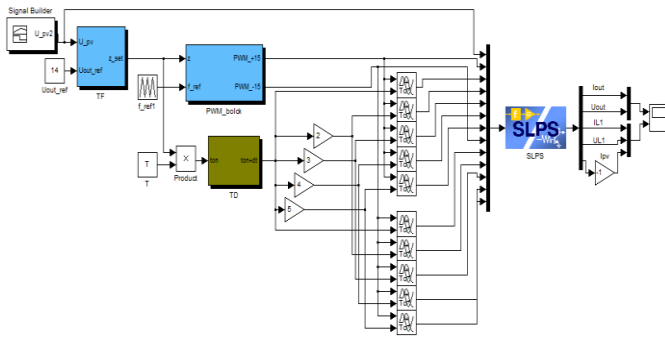 Signal Builder
U_pv2
U_pv
z_set
Uout_ref
TF
14
Uout_ref
f_ref1
z
f_ref
PWM_+15
PWM_-15
PWM_bloki
T
T
×
Product
ton
ton+dt
TD
2
3
4
5
SLPS
SLPS
Iout
Uout
IL1
UL1
Ipv
-1